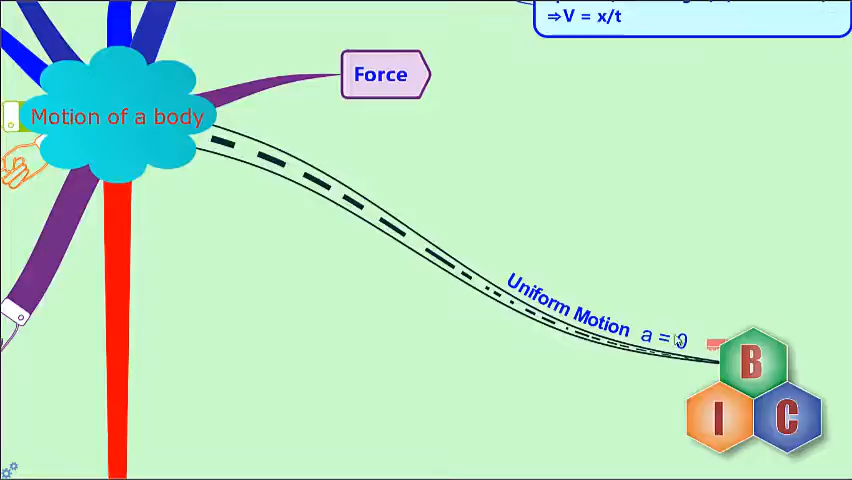 ⇒V = x/t
Force
Motion of a body
Uniform Motion a = 0
B
I C